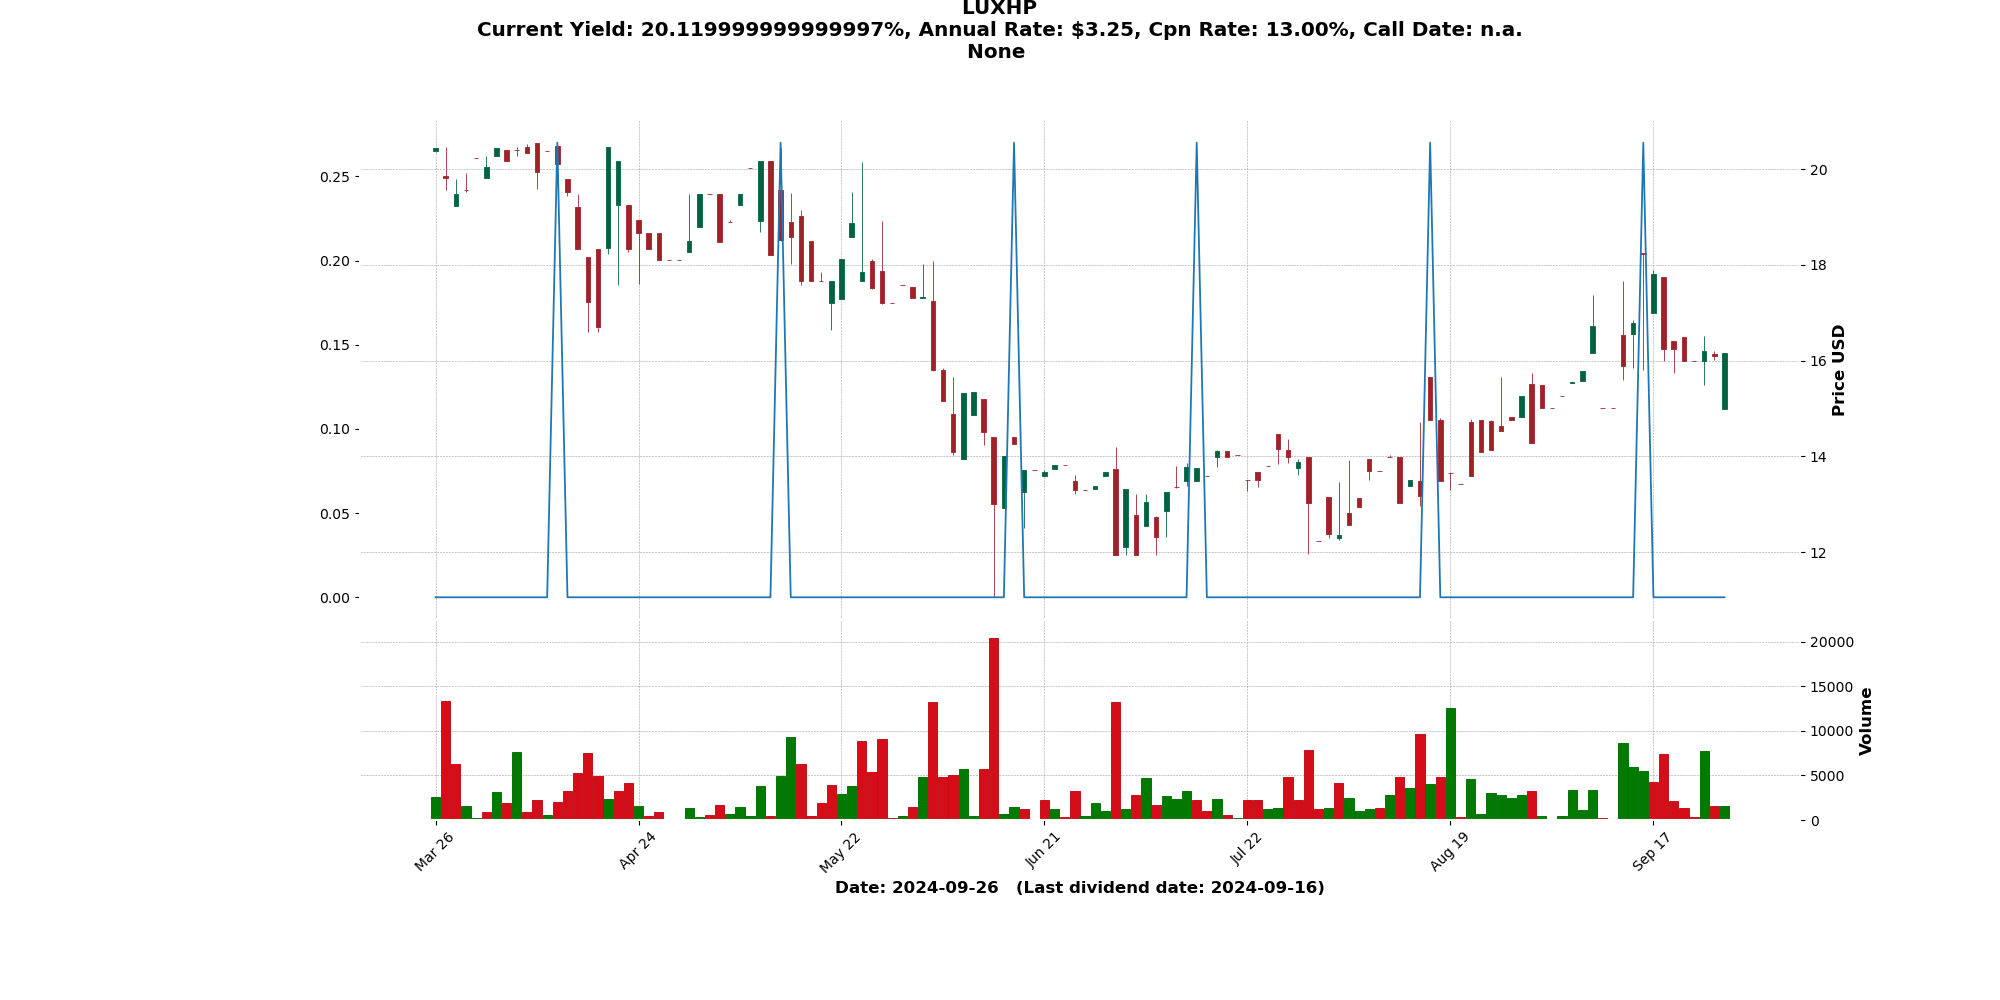 LUXHP
Current Yield: 20.119999999999997%, Annual Rate: $3.25, Cpn Rate: 13.00%, Call Date: n.a.
None
0.25
0.20
0.15
0.10
0.05
0.00
20
18
16
14
12
Price USD
20000
15000
10000
5000
0
Volume
Mar 26
Apr 24
May 22
Jun 21
Jul 22
Aug 19
Sep 17
Date: 2024-09-26   (Last dividend date: 2024-09-16)